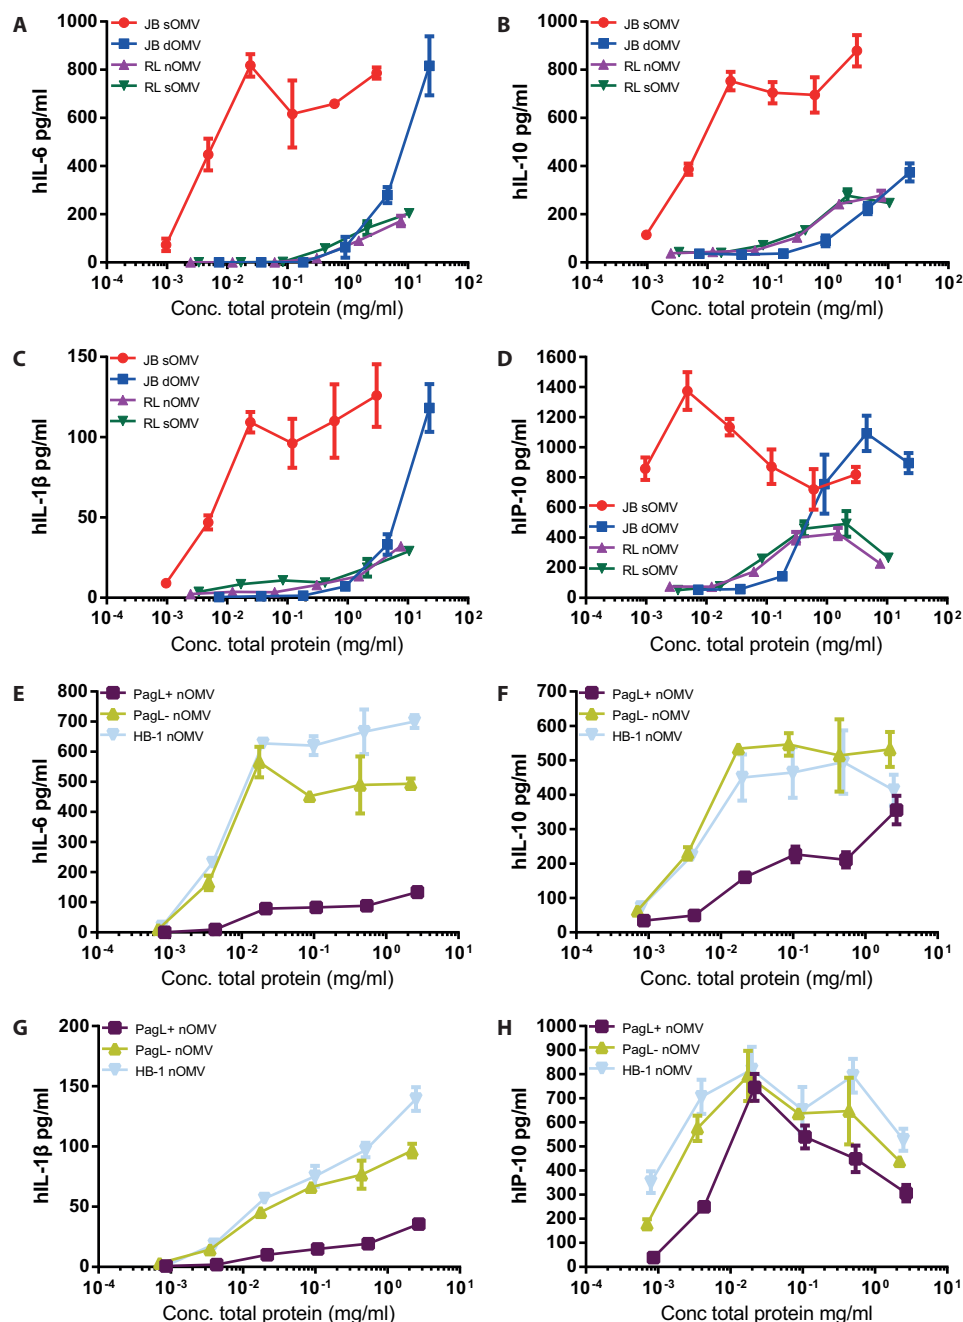 A
JB sOMV
JB dOMV
RL nOMV
RL sOMV
hIL-6 pg/ml
1000
800
600
400
200
0
10-4 10-3 10-2 10-1 100 101 102
Conc. total protein (mg/ml)
B
JB sOMV
JB dOMV
RL nOMV
RL sOMV
hIL-10 pg/ml
1000
800
600
400
200
0
10-4 10-3 10-2 10-1 100 101 102
Conc. total protein (mg/ml)
C
JB sOMV
JB dOMV
RL nOMV
RL sOMV
hIL-1β pg/ml
150
100
50
0
10-4 10-3 10-2 10-1 100 101 102
Conc. total protein (mg/ml)
D
JB sOMV
JB dOMV
RL nOMV
RL sOMV
hIP-10 pg/ml
1600
1400
1200
1000
800
600
400
200
0
10-4 10-3 10-2 10-1 100 101 102
Conc. total protein (mg/ml)
E
PagL+ nOMV
PagL- nOMV
HB-1 nOMV
hIL-6 pg/ml
800
700
600
500
400
300
200
100
0
10-4 10-3 10-2 10-1 100 101
Conc. total protein (mg/ml)
F
PagL+ nOMV
PagL- nOMV
HB-1 nOMV
hIL-10 pg/ml
700
600
500
400
300
200
100
0
10-4 10-3 10-2 10-1 100 101
Conc. total protein (mg/ml)
G
PagL+ nOMV
PagL- nOMV
HB-1 nOMV
hIL-1β pg/ml
200
150
100
50
0
10-4 10-3 10-2 10-1 100 101
Conc. total protein (mg/ml)
H
PagL+ nOMV
PagL- nOMV
HB-1 nOMV
hIP-10 pg/ml
1000
900
800
700
600
500
400
300
200
100
0
10-4 10-3 10-2 10-1 100 101
Conc total protein mg/ml